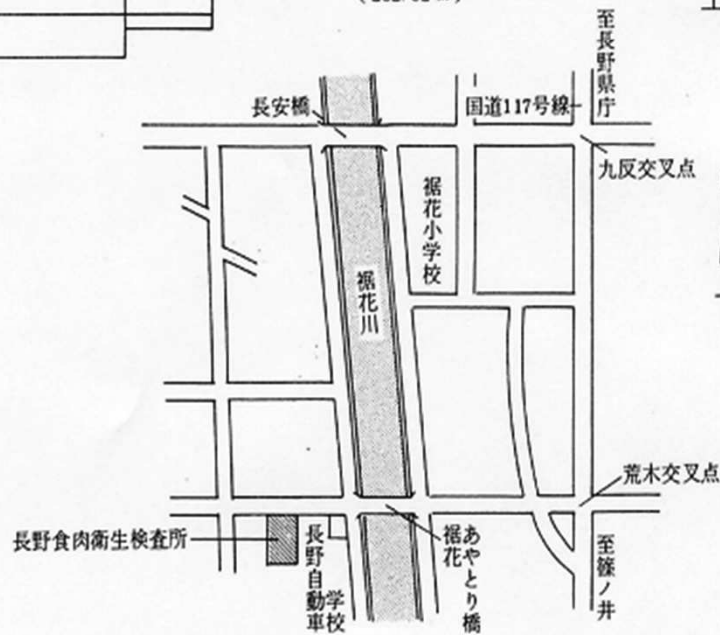 至長野県庁
長安橋
国道117号線
九反交叉点
裾花小学校
裾花川
荒木交叉点
長野食肉衛生検査所
長野自動車
学校
裾花
あやとり橋
至篠ノ井